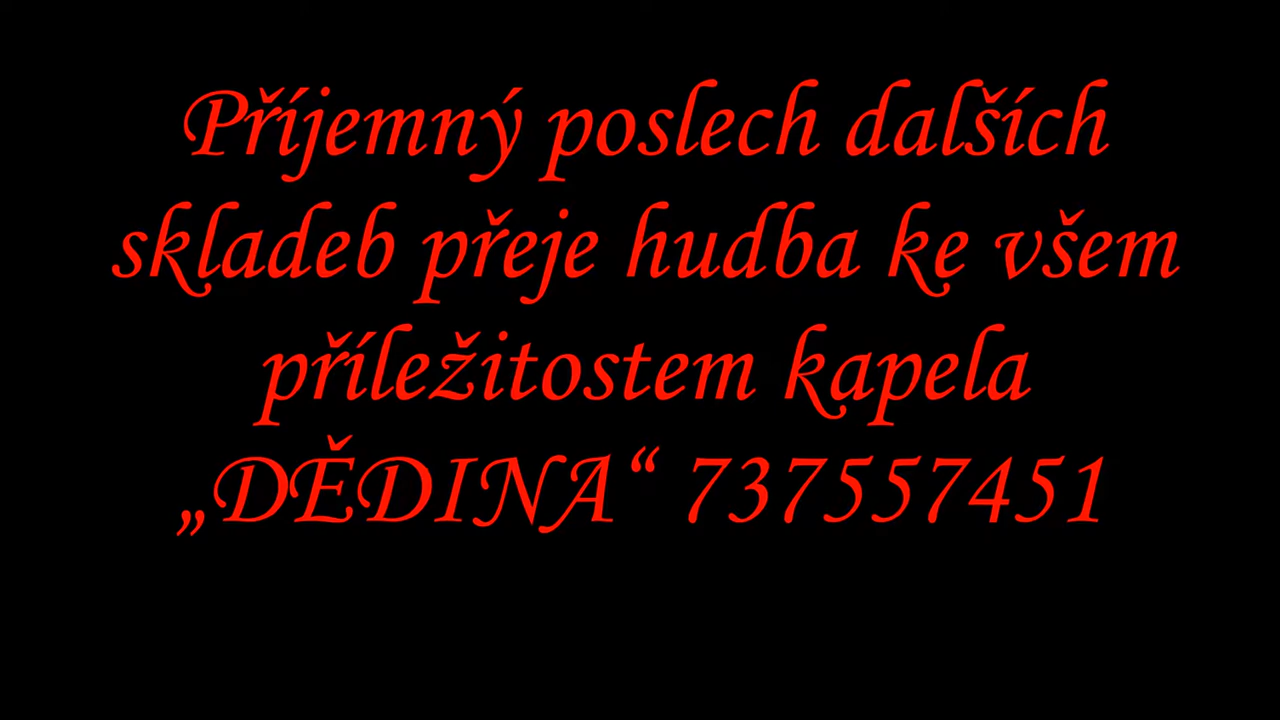 Příjemný poslech dalších
skladeb přeje hudba ke všem
příležitostem kapela
„DĚDINA“ 737557451